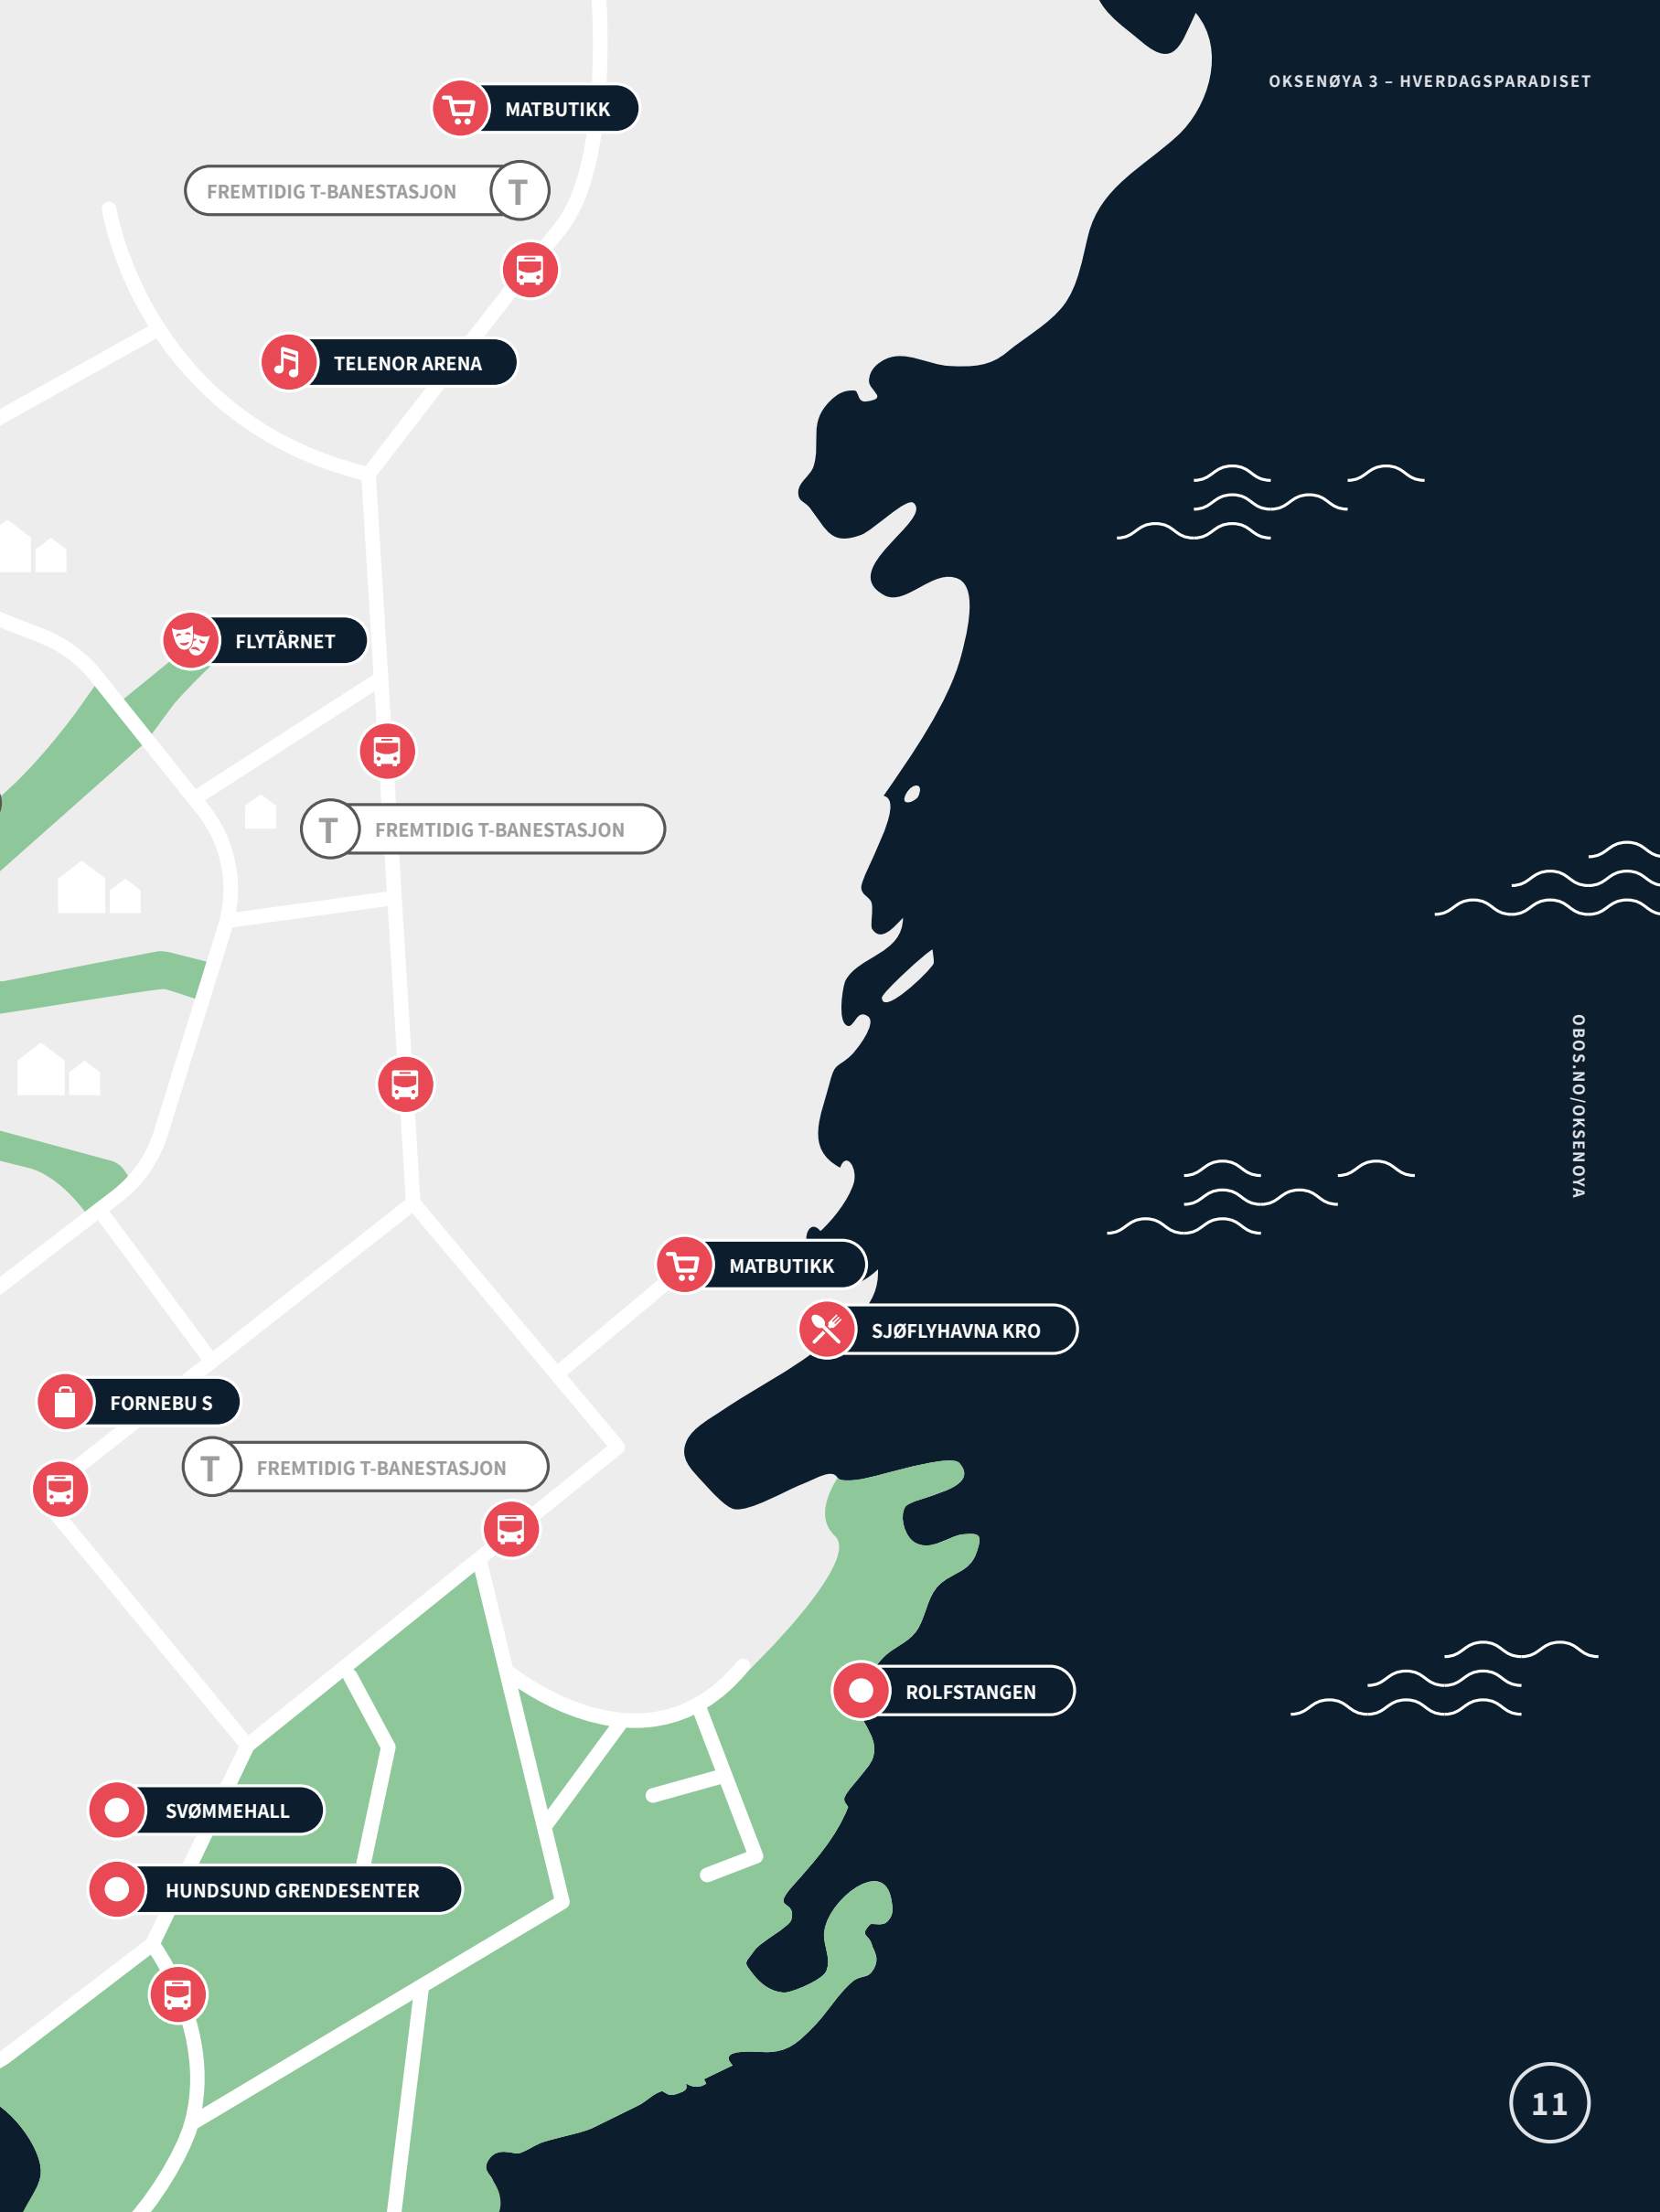 OKSENØYA 3 – HVERDAGSPARADISET
MATBUTIKK
FREMTIDIG T-BANESTASJON T
TELENOR ARENA
FLYTÅRNET
T FREMTIDIG T-BANESTASJON
OBOS.NO/OKSENOYA
MATBUTIKK
SJØFLYHAVNA KRO
FORNEBU S
T FREMTIDIG T-BANESTASJON
ROLFSTANGEN
SVØMMEHALL
HUNDSUND GRENDESENTER
11